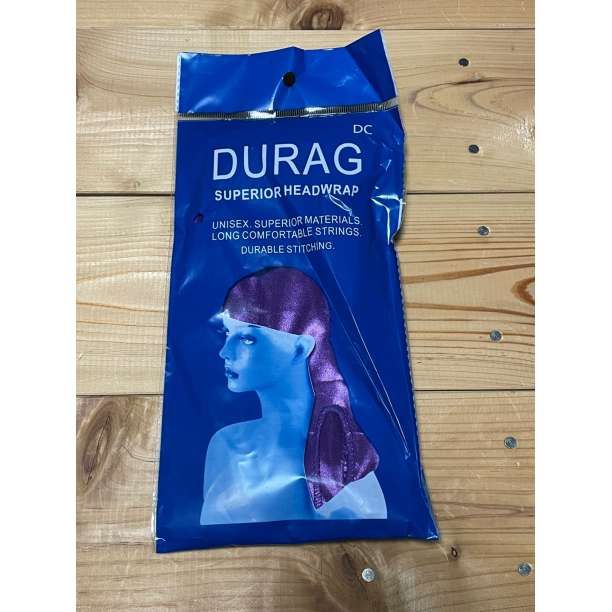 DC
DURAG
SUPERIOR HEADWRAP
UNISEX. SUPERIOR MATERIALS.
LONG COMFORTABLE STRINGS.
DURABLE STITCHING.